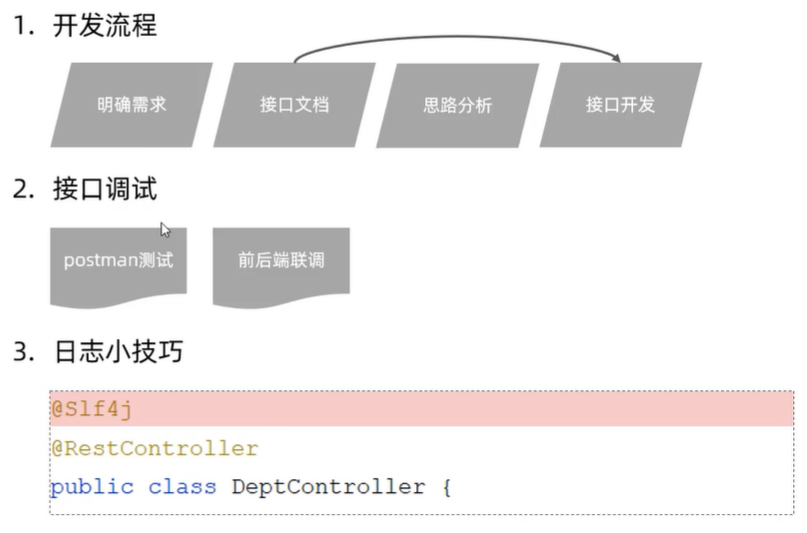 1. 开发流程
明确需求
接口文档
思路分析
接口开发
2. 接口调试
postman测试
前后端联调
3. 日志小技巧
@Slf4j
@RestController
public class DeptController {